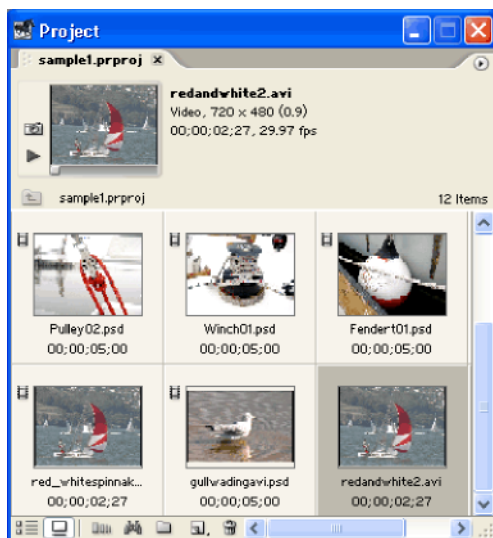 Project
sample1.prproj
redandwhite2.avi
Video, 720 x 480 (0.9)
00;00;02;27, 29.97 fps
sample1.prproj
12 Items
Pulley02.psd
00;00;05;00
Winch01.psd
00;00;05;00
Fendert01.psd
00;00;05;00
red_whitespinnak...
00;00;02;27
gullwadingavi.psd
00;00;05;00
redandwhite2.avi
00;00;02;27